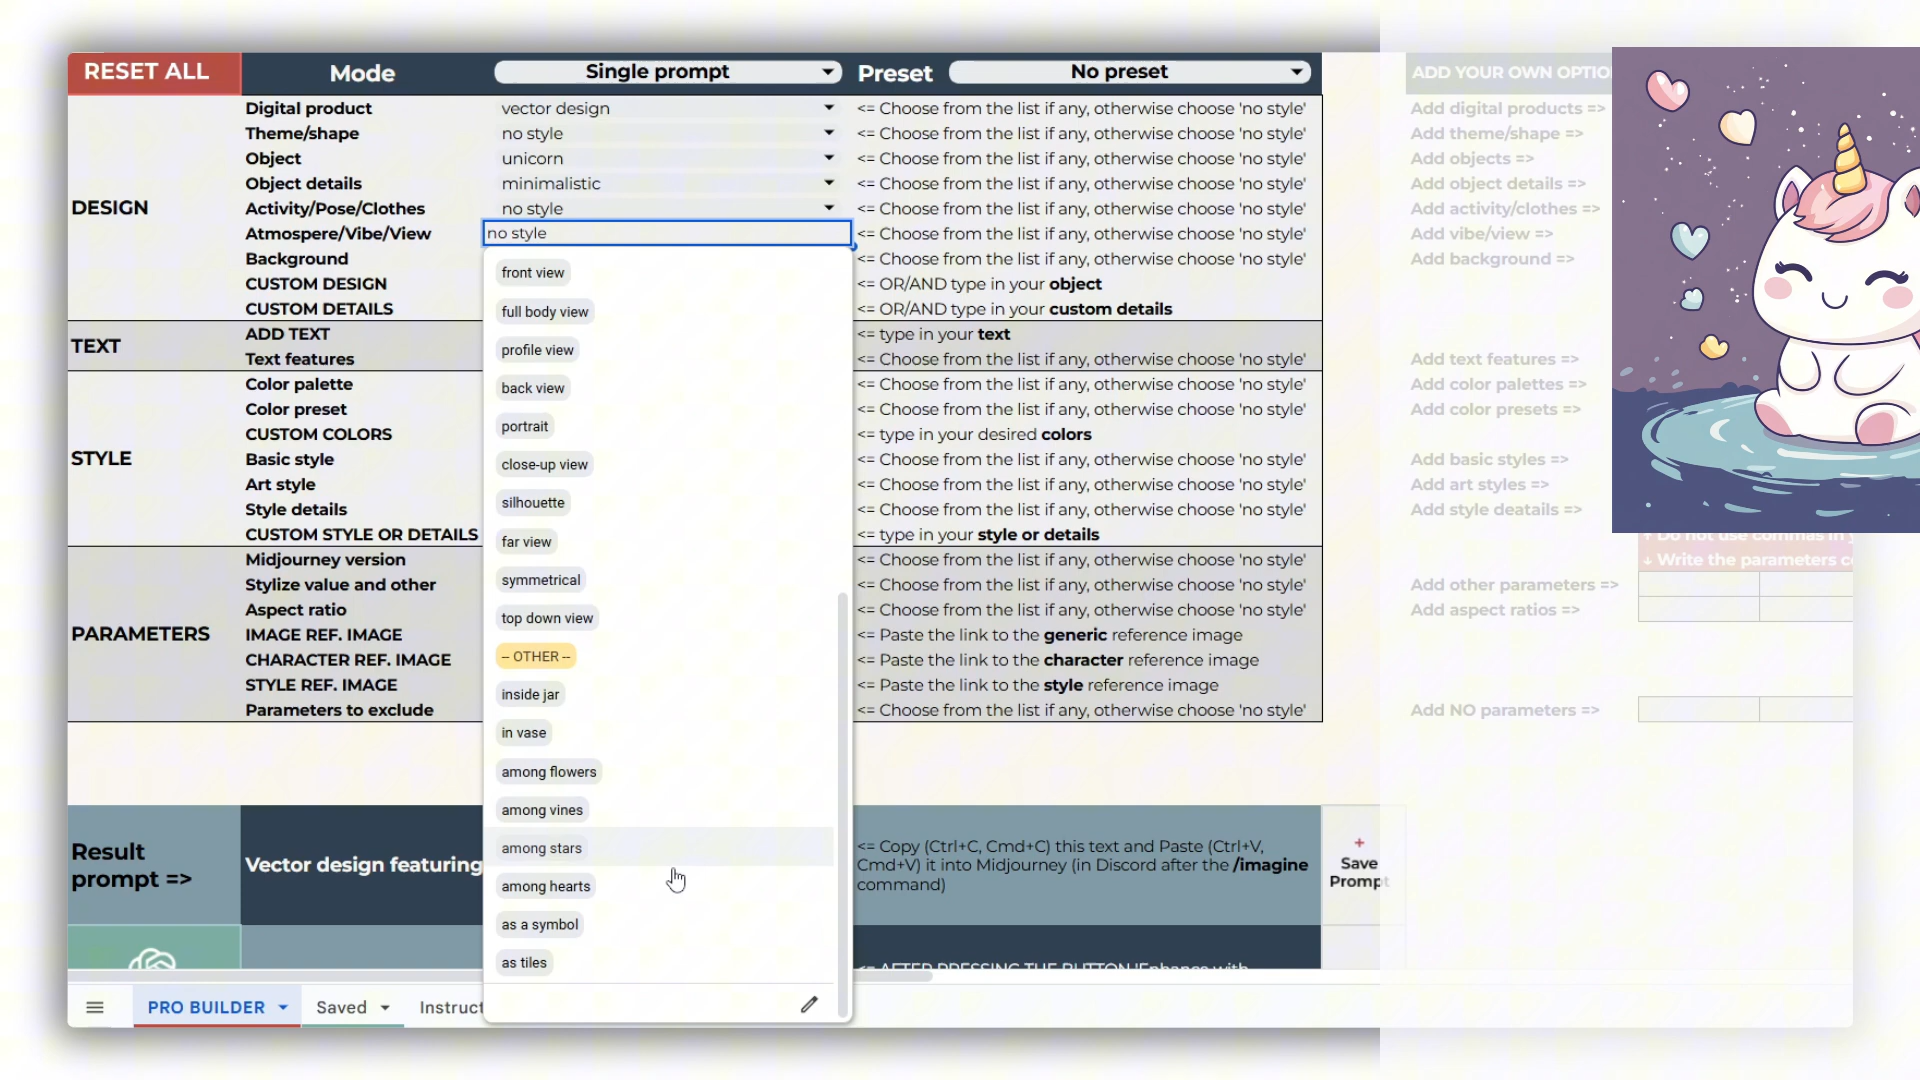 RESET ALL Mode Single prompt Preset No preset ADD YOUR OWN OPTIO
DESIGN
Digital product vector design <= Choose from the list if any, otherwise choose 'no style' Add digital products =>
Theme/shape no style <= Choose from the list if any, otherwise choose 'no style' Add theme/shape =>
Object unicorn <= Choose from the list if any, otherwise choose 'no style' Add objects =>
Object details minimalistic <= Choose from the list if any, otherwise choose 'no style' Add object details =>
Activity/Pose/Clothes no style <= Choose from the list if any, otherwise choose 'no style' Add activity/clothes =>
Atmospere/Vibe/View no style <= Choose from the list if any, otherwise choose 'no style' Add vibe/view =>
Background <= Choose from the list if any, otherwise choose 'no style' Add background =>
CUSTOM DESIGN <= OR/AND type in your object
CUSTOM DETAILS <= OR/AND type in your custom details
TEXT
ADD TEXT <= type in your text
Text features <= Choose from the list if any, otherwise choose 'no style' Add text features =>
STYLE
Color palette <= Choose from the list if any, otherwise choose 'no style' Add color palettes =>
Color preset <= Choose from the list if any, otherwise choose 'no style' Add color presets =>
CUSTOM COLORS <= type in your desired colors
Basic style <= Choose from the list if any, otherwise choose 'no style' Add basic styles =>
Art style <= Choose from the list if any, otherwise choose 'no style' Add art styles =>
Style details <= Choose from the list if any, otherwise choose 'no style' Add style deatails =>
CUSTOM STYLE OR DETAILS <= type in your style or details
↑ Do not use commas in
PARAMETERS
Midjourney version <= Choose from the list if any, otherwise choose 'no style' ↓ Write the parameters
Stylize value and other <= Choose from the list if any, otherwise choose 'no style' Add other parameters =>
Aspect ratio <= Choose from the list if any, otherwise choose 'no style' Add aspect ratios =>
IMAGE REF. IMAGE <= Paste the link to the generic reference image
CHARACTER REF. IMAGE <= Paste the link to the character reference image
STYLE REF. IMAGE <= Paste the link to the style reference image
Parameters to exclude <= Choose from the list if any, otherwise choose 'no style' Add NO parameters =>
front view
full body view
profile view
back view
portrait
close-up view
silhouette
far view
symmetrical
top down view
-- OTHER --
inside jar
in vase
among flowers
among vines
among stars
among hearts
as a symbol
as tiles
Result
prompt =>
Vector design featuring
<= Copy (Ctrl+C, Cmd+C) this text and Paste (Ctrl+V,
Cmd+V) it into Midjourney (in Discord after the /imagine
command)
+
Save
Prompt
<= AFTER PRESSING THE BUTTON 'Enhance with
PRO BUILDER Saved Instruct